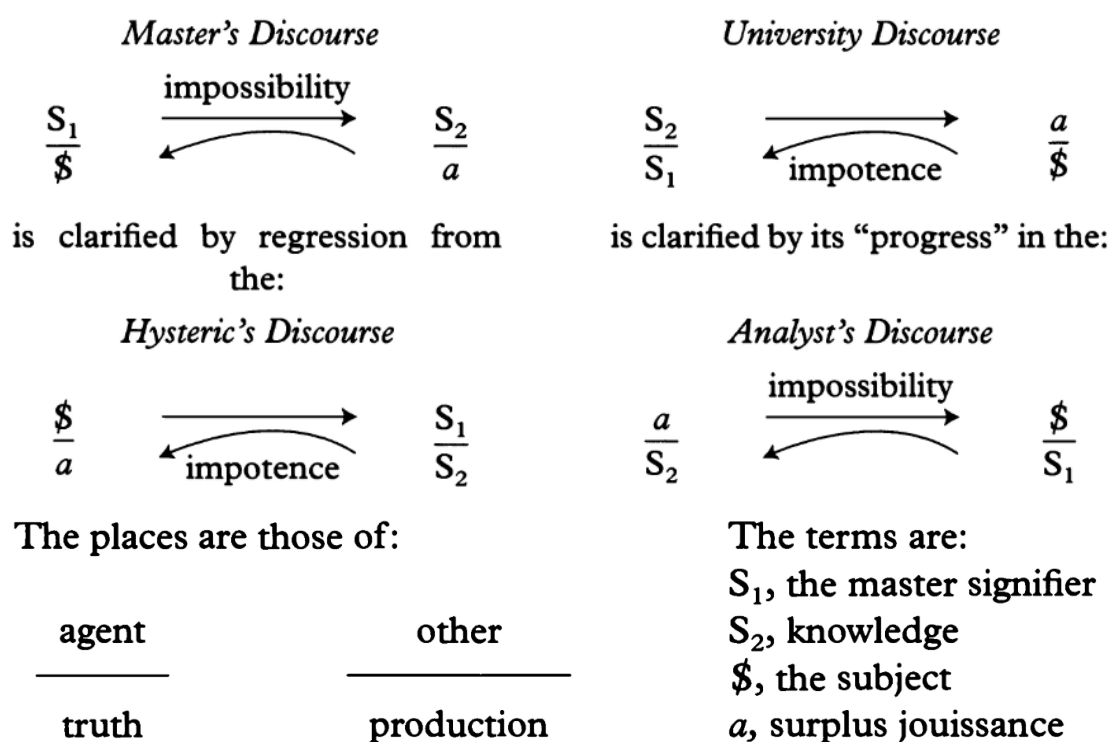 Master's Discourse
impossibility
S₁ S₂
$ a
is clarified by regression from
the:
University Discourse
S₂ a
S₁ $
impotence
is clarified by its “progress” in the:
Hysteric's Discourse
$ S₁
a S₂
impotence
Analyst's Discourse
impossibility
a $
S₂ S₁
The places are those of:
agent other
truth production
The terms are:
S₁, the master signifier
S₂, knowledge
$, the subject
a, surplus jouissance